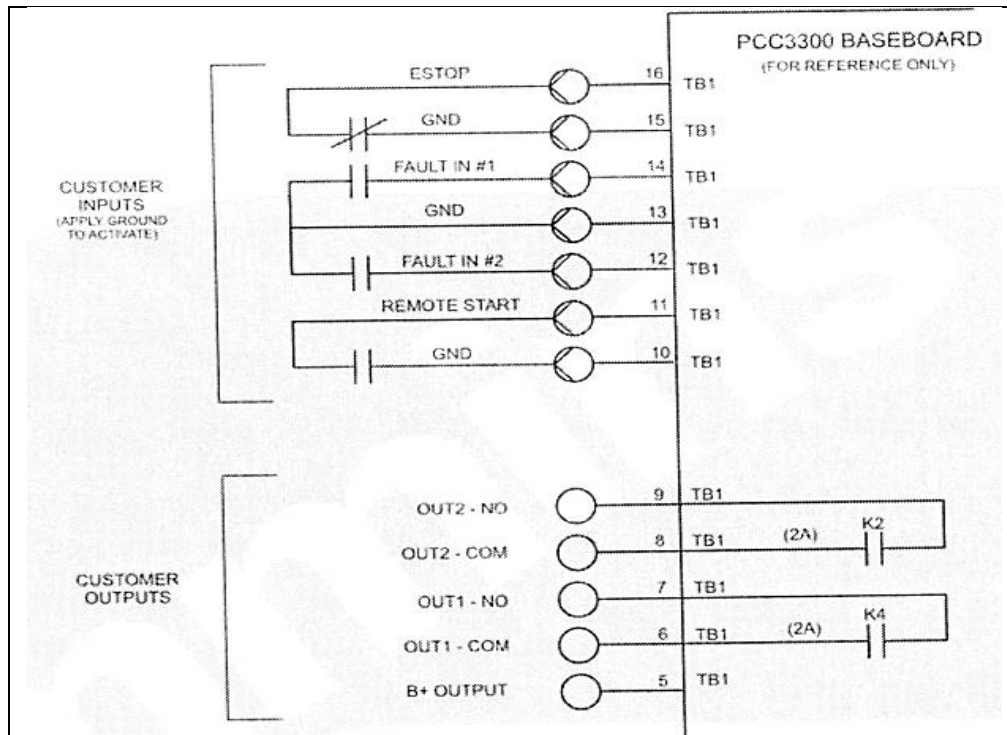 PCC3300 BASEBOARD
(FOR REFERENCE ONLY)
ESTOP
16
TB1
GND
15
TB1
FAULT IN #1
14
TB1
CUSTOMER
INPUTS
(APPLY GROUND
TO ACTIVATE)
GND
13
TB1
FAULT IN #2
12
TB1
REMOTE START
11
TB1
GND
10
TB1
CUSTOMER
OUTPUTS
OUT2 - NO
9
TB1
OUT2 - COM
8
TB1
(2A)
K2
OUT1 - NO
7
TB1
OUT1 - COM
6
TB1
(2A)
K4
B+ OUTPUT
5
TB1